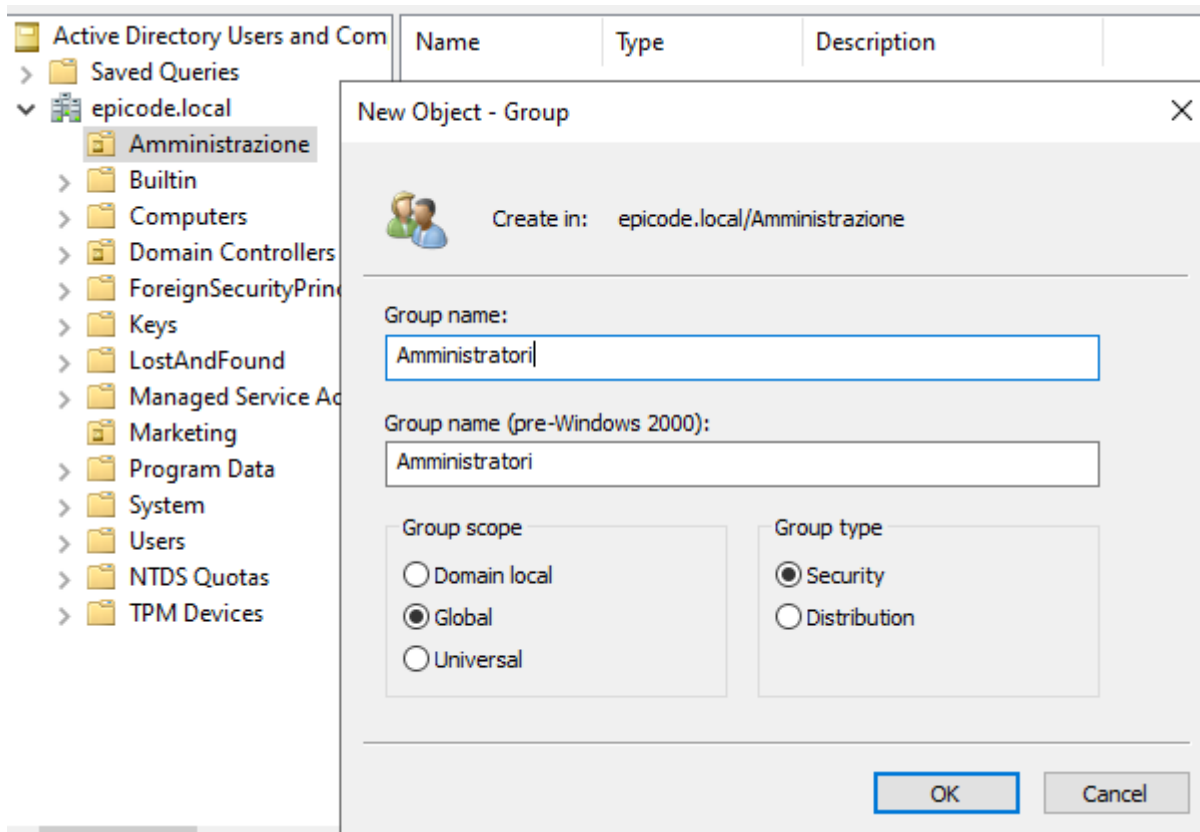 Active Directory Users and Com
Saved Queries
epicode.local
Amministrazione
Builtin
Computers
Domain Controllers
ForeignSecurityPrin
Keys
LostAndFound
Managed Service Ac
Marketing
Program Data
System
Users
NTDS Quotas
TPM Devices
Name Type Description
New Object - Group
Create in: epicode.local/Amministrazione
Group name:
Amministratori
Group name (pre-Windows 2000):
Amministratori
Group scope
Domain local
Global
Universal
Group type
Security
Distribution
OK Cancel